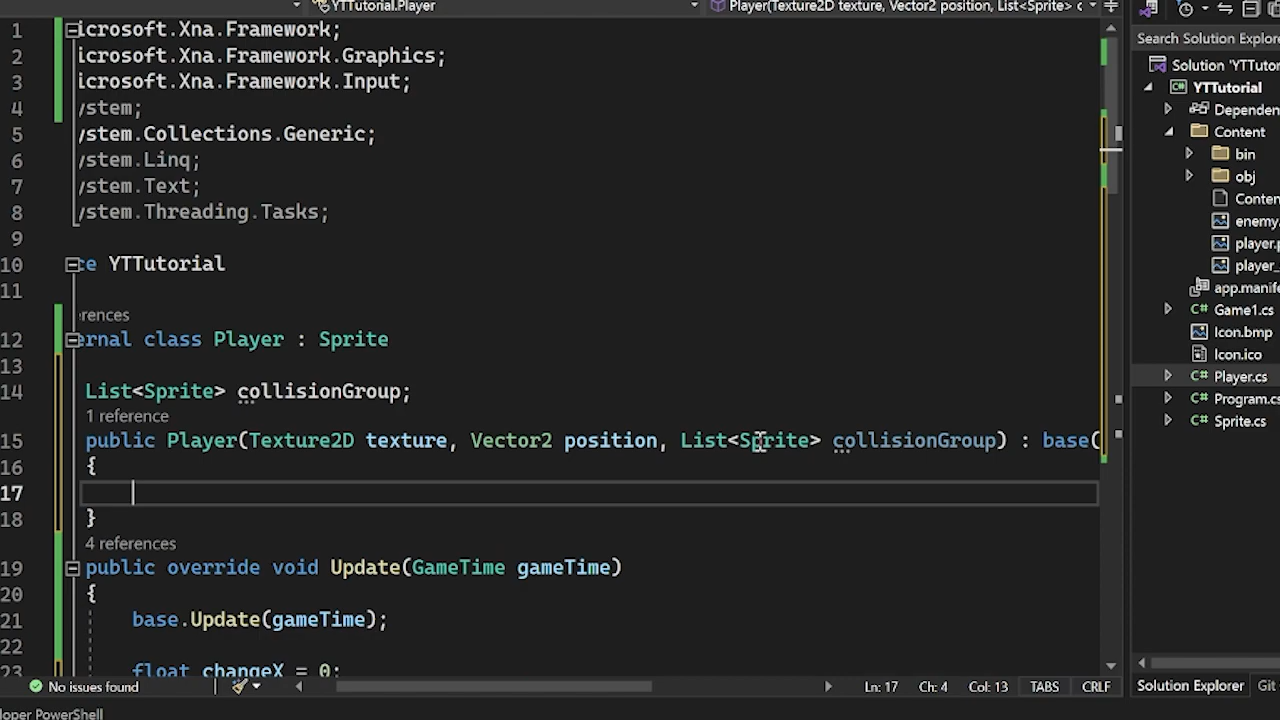 YTTutorial.Player
Player(Texture2D texture, Vector2 position, List<Sprite> c
1 icrosoft.Xna.Framework;
2 icrosoft.Xna.Framework.Graphics;
3 icrosoft.Xna.Framework.Input;
4 ystem;
5 ystem.Collections.Generic;
6 ystem.Linq;
7 ystem.Text;
8 ystem.Threading.Tasks;
9
10 ce YTTutorial
11
erences
12 ernal class Player : Sprite
13
14 List<Sprite> collisionGroup;
1 reference
15 public Player(Texture2D texture, Vector2 position, List<Sprite> collisionGroup) : base(
16 {
17
18 }
4 references
19 public override void Update(GameTime gameTime)
20 {
21 base.Update(gameTime);
22
23 float changeX = 0;
No issues found
Ln: 17 Ch: 4 Col: 13 TABS CRLF
loper PowerShell
Search Solution Explore
Solution 'YTTutor
YTTutorial
Dependen
Content
bin
obj
Conten
enemy.
player.p
player_
app.manife
Game1.cs
Icon.bmp
Icon.ico
Player.cs
Program.cs
Sprite.cs
Solution Explorer Git